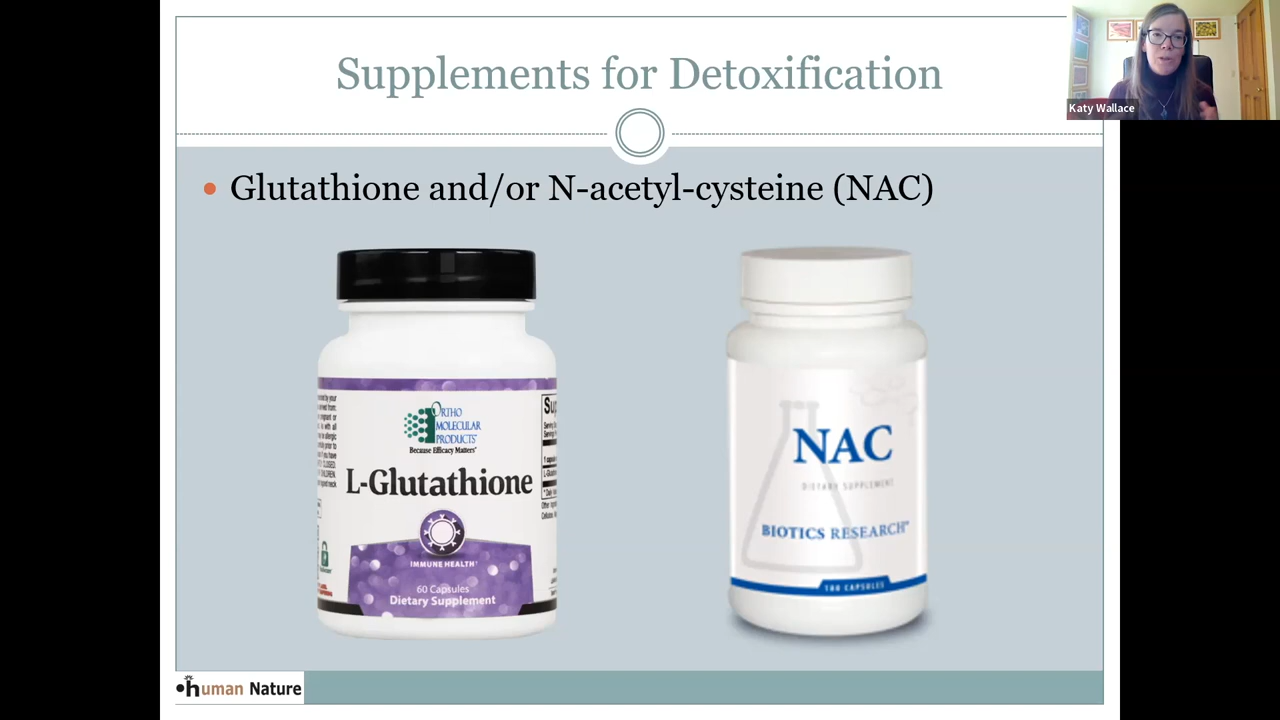 Supplements for Detoxification
Katy Wallace
• Glutathione and/or N-acetyl-cysteine (NAC)
ORTHO
MOLECULAR
PRODUCTS®
Because Efficacy Matters®
L-Glutathione
IMMUNE HEALTH
60 Capsules
Dietary Supplement
NAC
DIETARY SUPPLEMENT
BIOTICS RESEARCH®
180 CAPSULES
human Nature